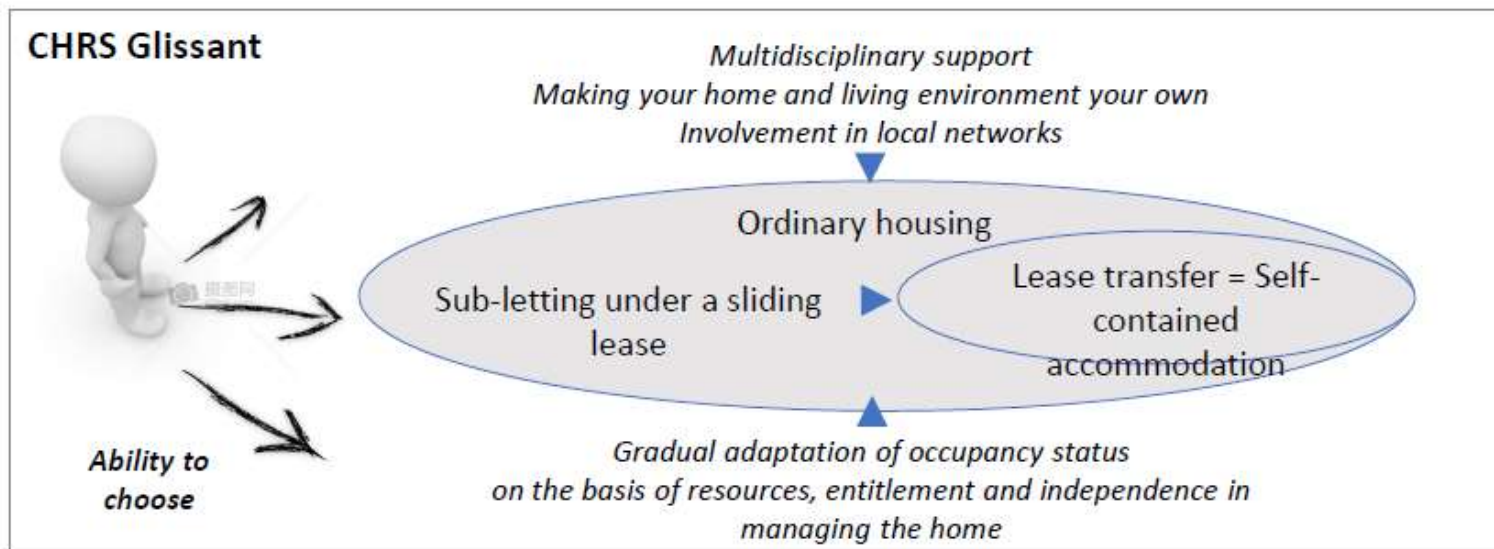 CHRS Glissant
Multidisciplinary support
Making your home and living environment your own
Involvement in local networks
Ordinary housing
Sub-letting under a sliding
lease
Lease transfer = Self-
contained
accommodation
Ability to
choose
Gradual adaptation of occupancy status
on the basis of resources, entitlement and independence in
managing the home